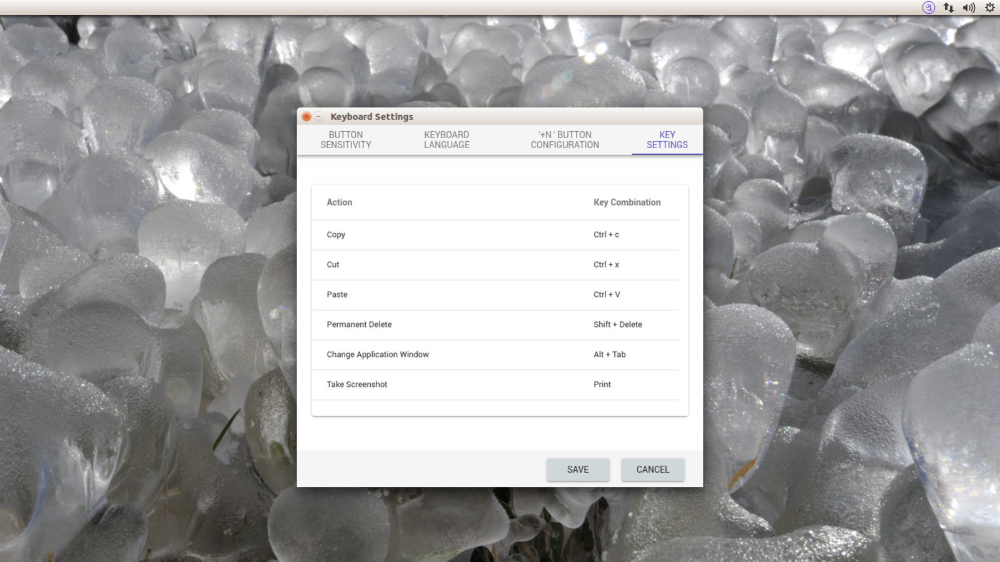 Keyboard Settings
BUTTON SENSITIVITY
KEYBOARD LANGUAGE
'+N ' BUTTON CONFIGURATION
KEY SETTINGS
Action Key Combination
Copy Ctrl + c
Cut Ctrl + x
Paste Ctrl + V
Permanent Delete Shift + Delete
Change Application Window Alt + Tab
Take Screenshot Print
SAVE CANCEL